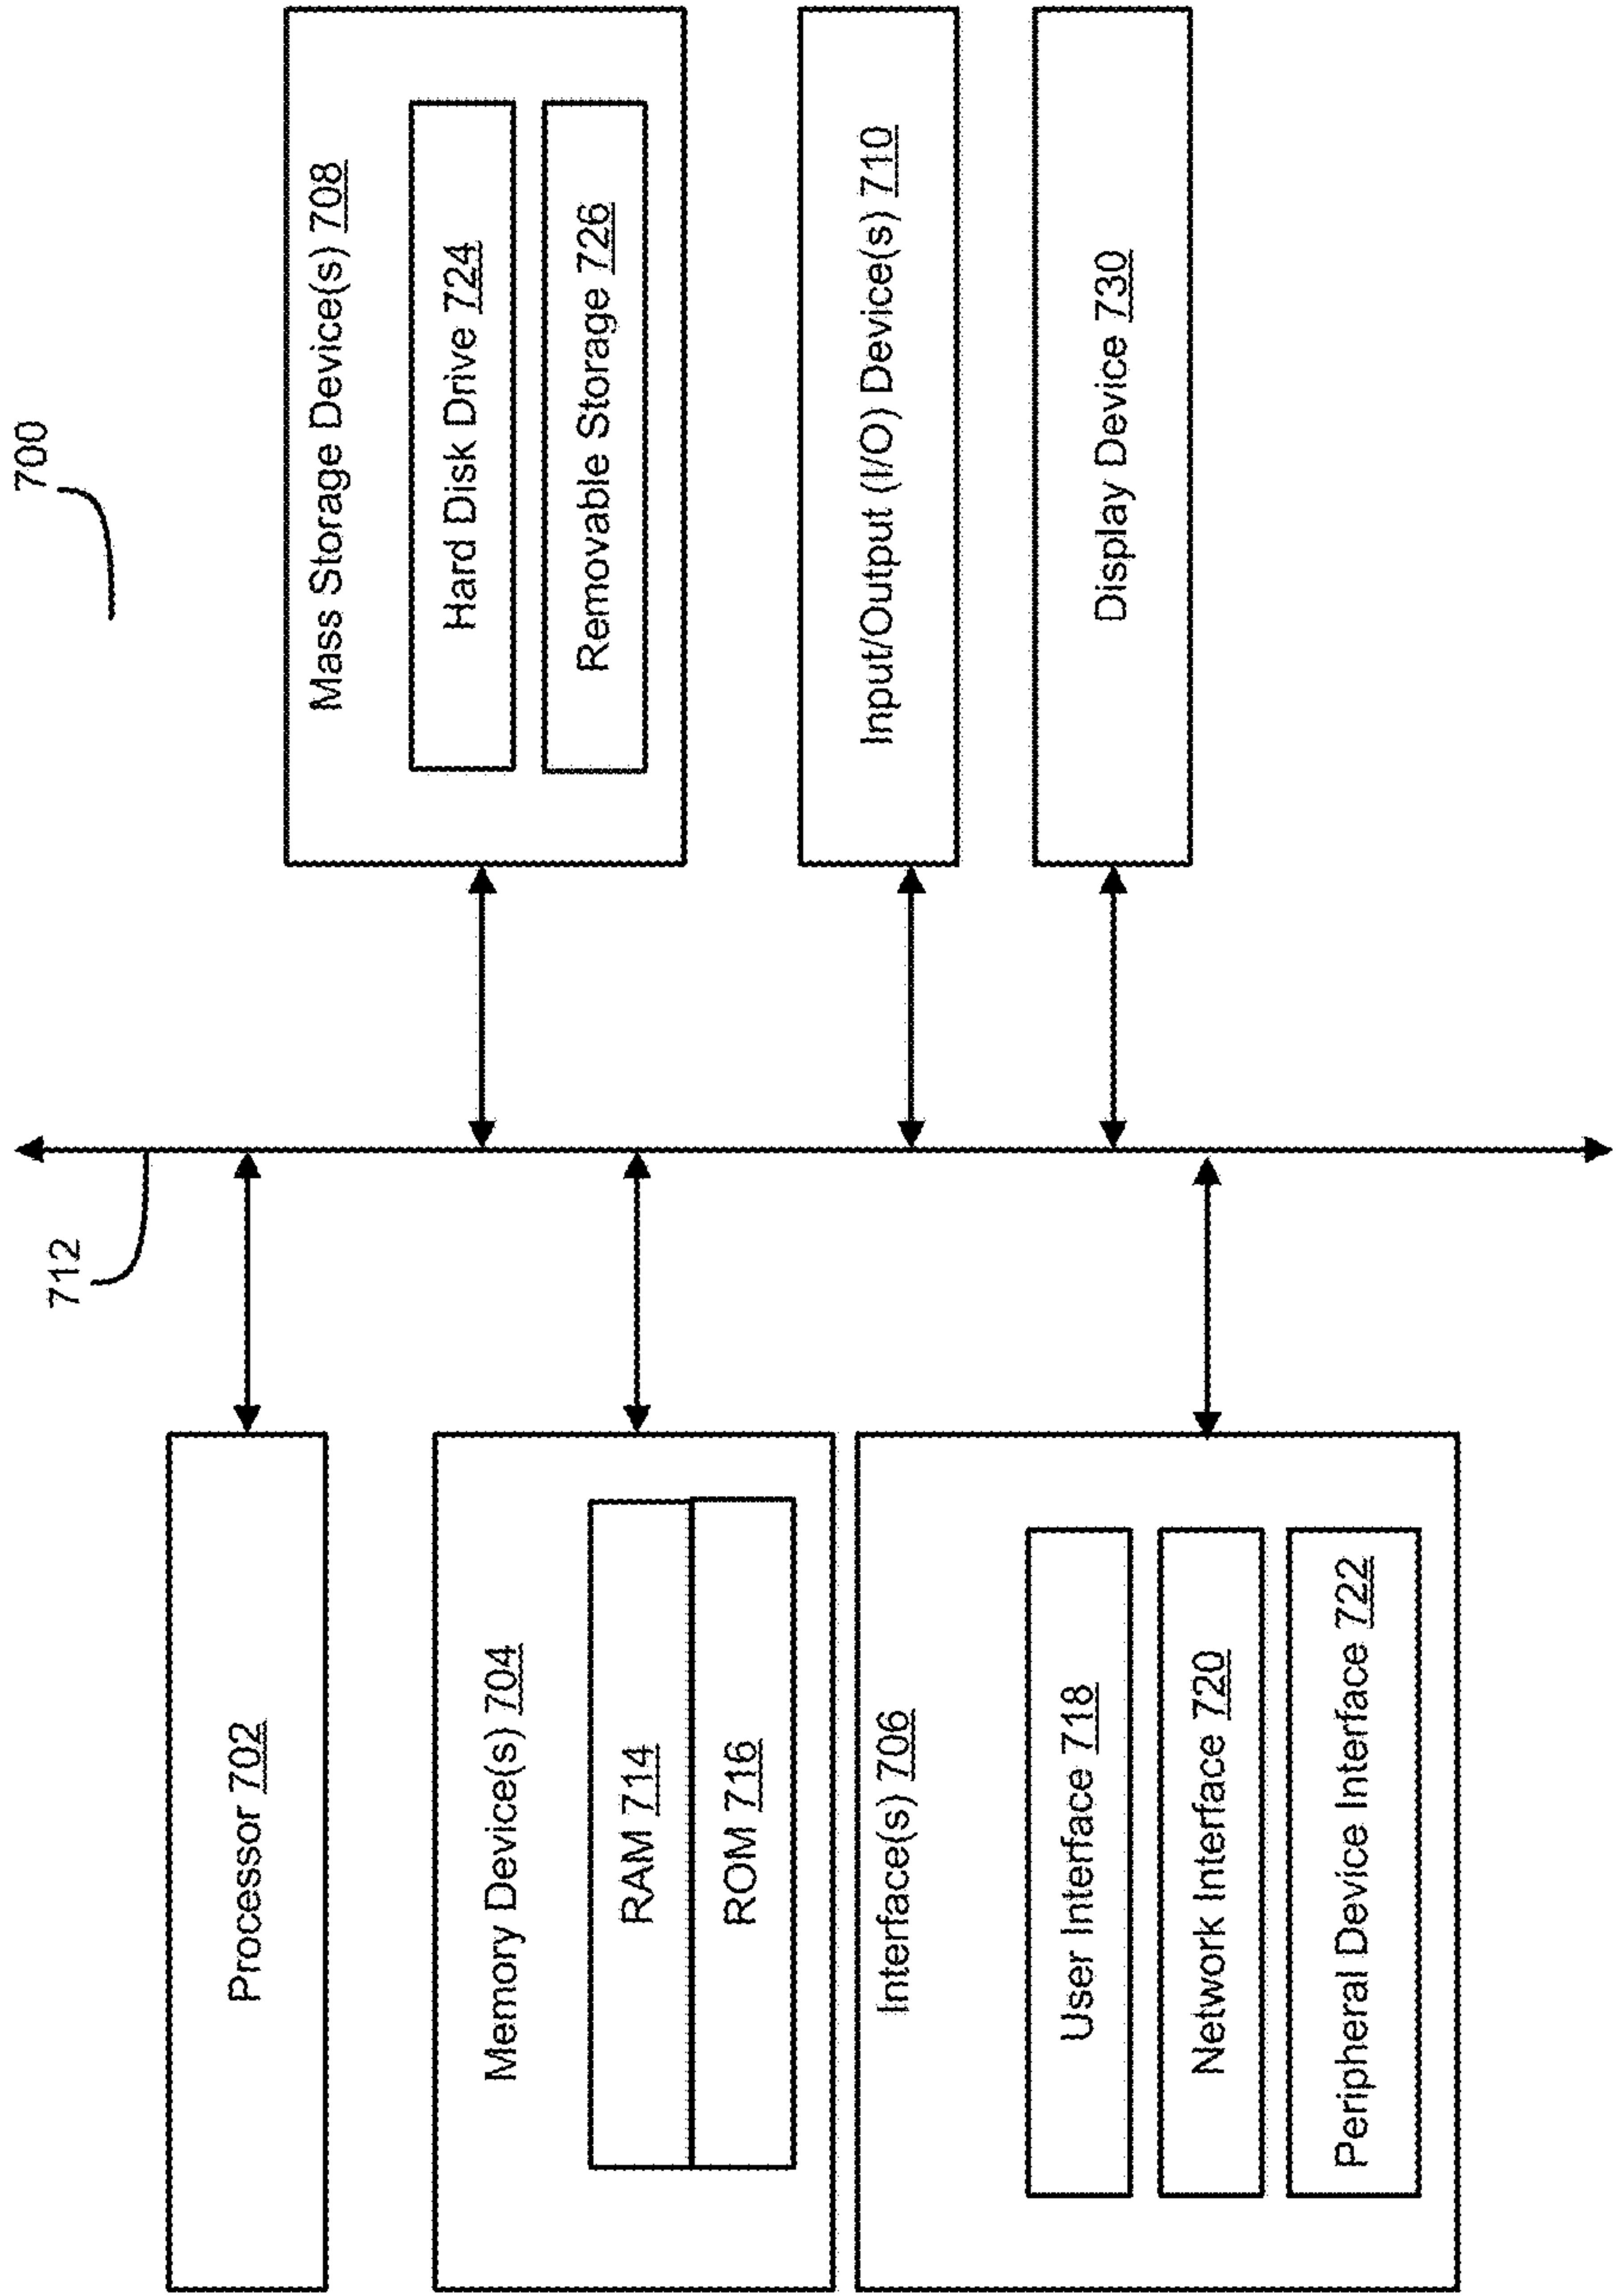 700
712
Processor 702
Memory Device(s) 704
RAM 714
ROM 716
Interface(s) 706
User Interface 718
Network Interface 720
Peripheral Device Interface 722
Mass Storage Device(s) 708
Hard Disk Drive 724
Removable Storage 726
Input/Output (I/O) Device(s) 710
Display Device 730